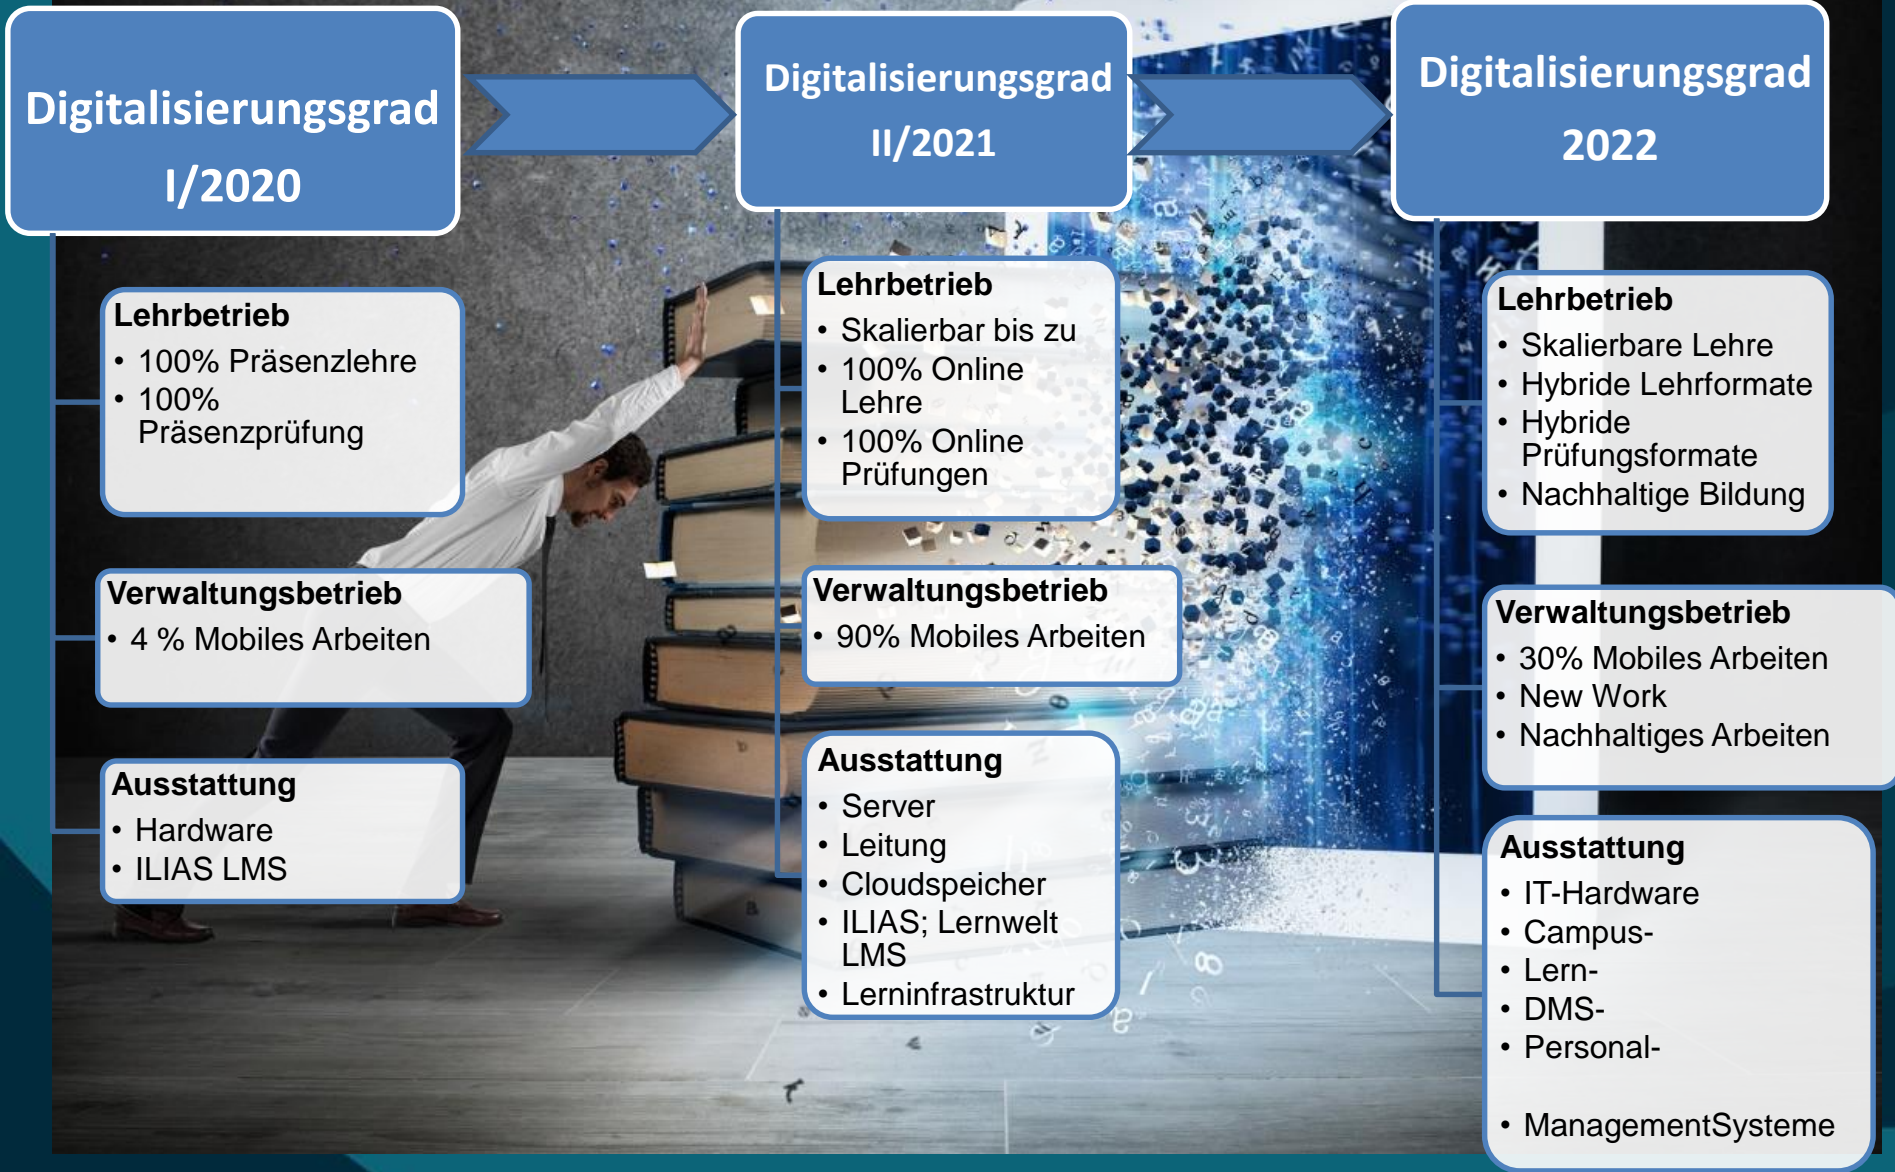 Digitalisierungsgrad
I/2020
Lehrbetrieb
• 100% Präsenzlehre
• 100%
Präsenzprüfung
Verwaltungsbetrieb
• 4 % Mobiles Arbeiten
Ausstattung
• Hardware
• ILIAS LMS
Digitalisierungsgrad
II/2021
Lehrbetrieb
• Skalierbar bis zu
• 100% Online
Lehre
• 100% Online
Prüfungen
Verwaltungsbetrieb
• 90% Mobiles Arbeiten
Ausstattung
• Server
• Leitung
• Cloudspeicher
• ILIAS; Lernwelt
LMS
• Lerninfrastruktur
Digitalisierungsgrad
2022
Lehrbetrieb
• Skalierbare Lehre
• Hybride Lehrformate
• Hybride
Prüfungsformate
• Nachhaltige Bildung
Verwaltungsbetrieb
• 30% Mobiles Arbeiten
• New Work
• Nachhaltiges Arbeiten
Ausstattung
• IT-Hardware
• Campus-
• Lern-
• DMS-
• Personal-
• ManagementSysteme